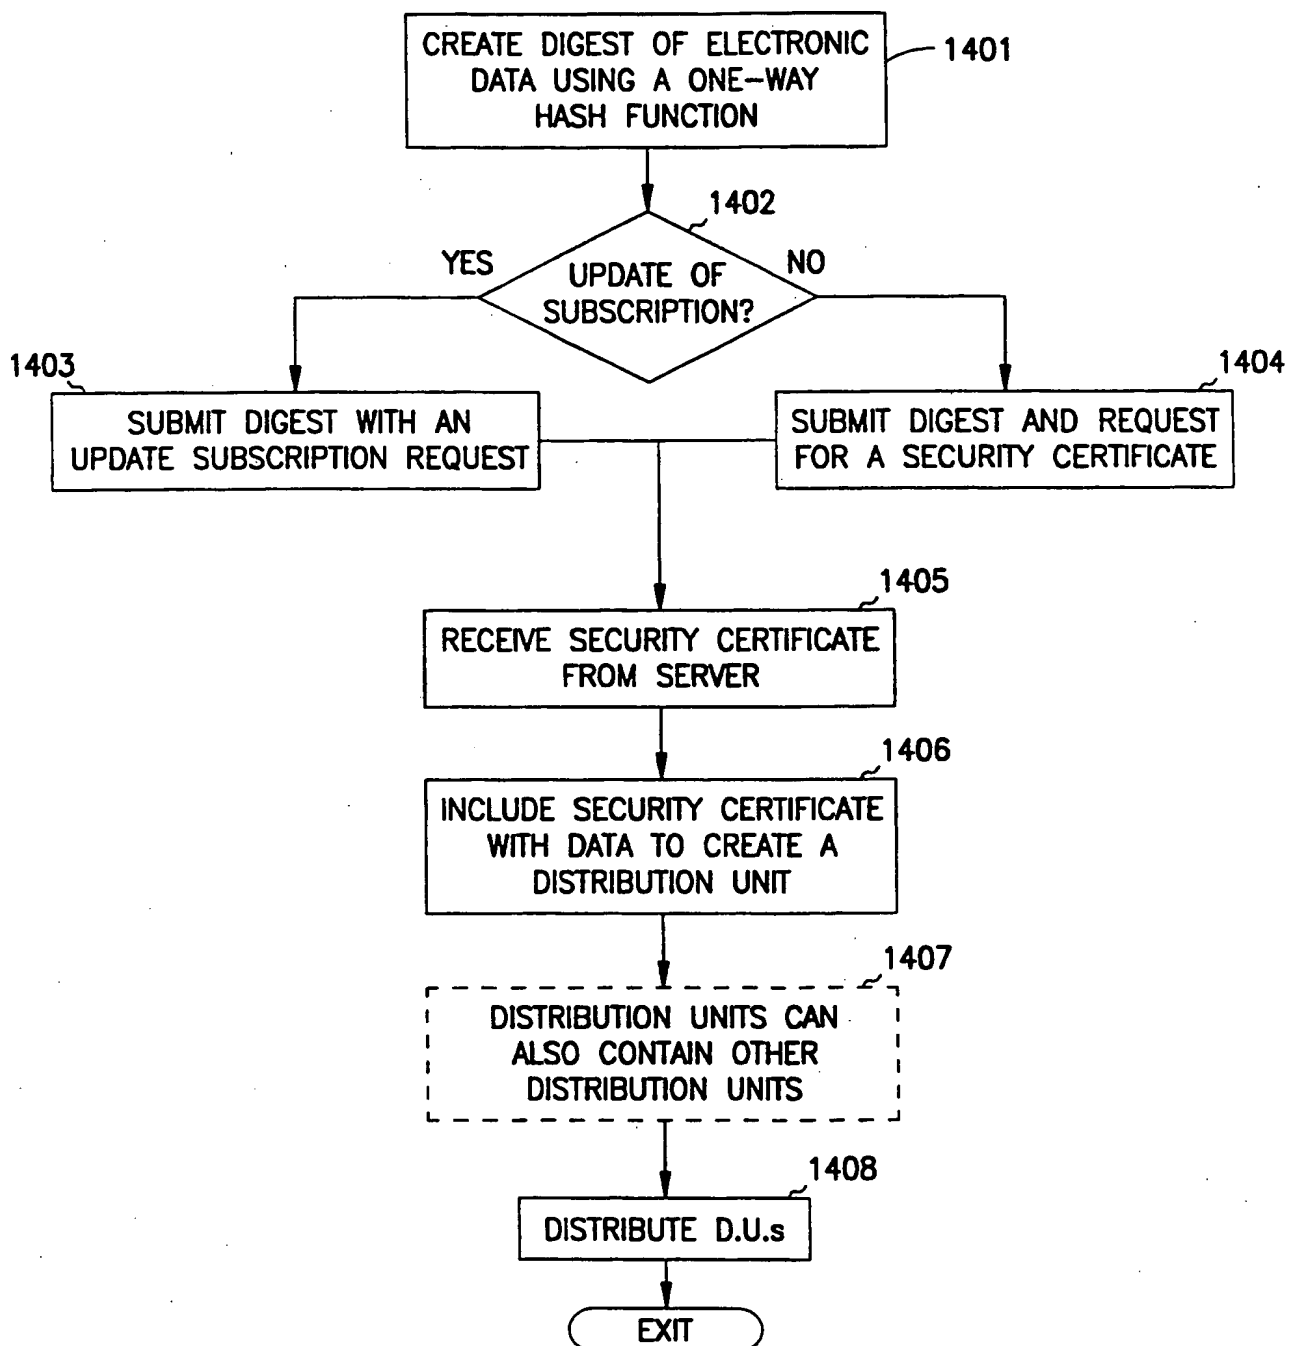 CREATE DIGEST OF ELECTRONIC
DATA USING A ONE-WAY
HASH FUNCTION
1401
1402
YES
NO
UPDATE OF
SUBSCRIPTION?
1403
1404
SUBMIT DIGEST WITH AN
UPDATE SUBSCRIPTION REQUEST
SUBMIT DIGEST AND REQUEST
FOR A SECURITY CERTIFICATE
1405
RECEIVE SECURITY CERTIFICATE
FROM SERVER
1406
INCLUDE SECURITY CERTIFICATE
WITH DATA TO CREATE A
DISTRIBUTION UNIT
1407
DISTRIBUTION UNITS CAN
ALSO CONTAIN OTHER
DISTRIBUTION UNITS
1408
DISTRIBUTE D.U.s
EXIT